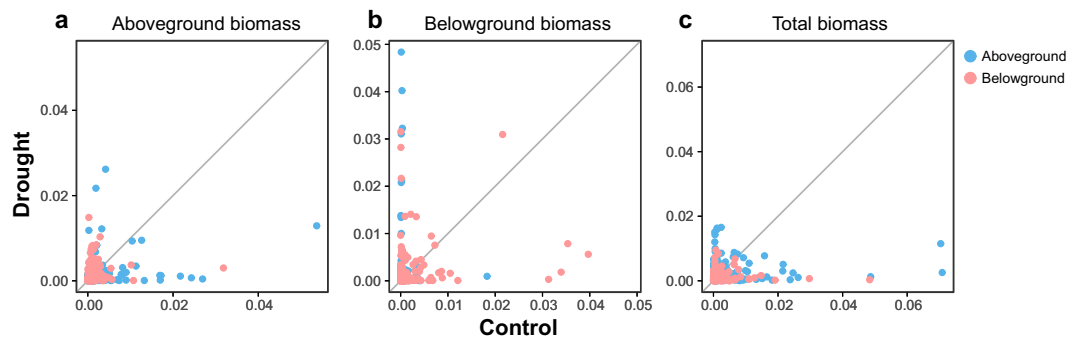 a Aboveground biomass
b Belowground biomass
c Total biomass
Aboveground
Belowground
Drought
0.04
0.02
0.00
0.00 0.02 0.04
0.05
0.04
0.03
0.02
0.01
0.00
0.00 0.01 0.02 0.03 0.04 0.05
0.06
0.04
0.02
0.00
0.00 0.02 0.04 0.06
Control